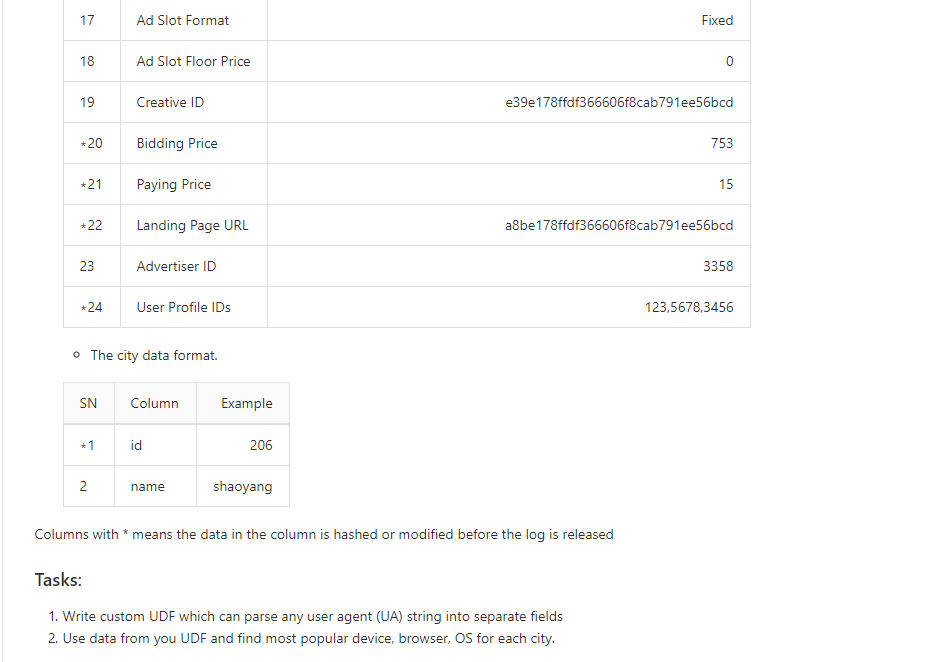 17 Ad Slot Format Fixed
18 Ad Slot Floor Price 0
19 Creative ID e39e178ffdf366606f8cab791ee56bcd
*20 Bidding Price 753
*21 Paying Price 15
*22 Landing Page URL a8be178ffdf366606f8cab791ee56bcd
23 Advertiser ID 3358
*24 User Profile IDs 123,5678,3456
The city data format.
SN Column Example
*1 id 206
2 name shaoyang
Columns with * means the data in the column is hashed or modified before the log is released
Tasks:
1. Write custom UDF which can parse any user agent (UA) string into separate fields
2. Use data from you UDF and find most popular device, browser, OS for each city.